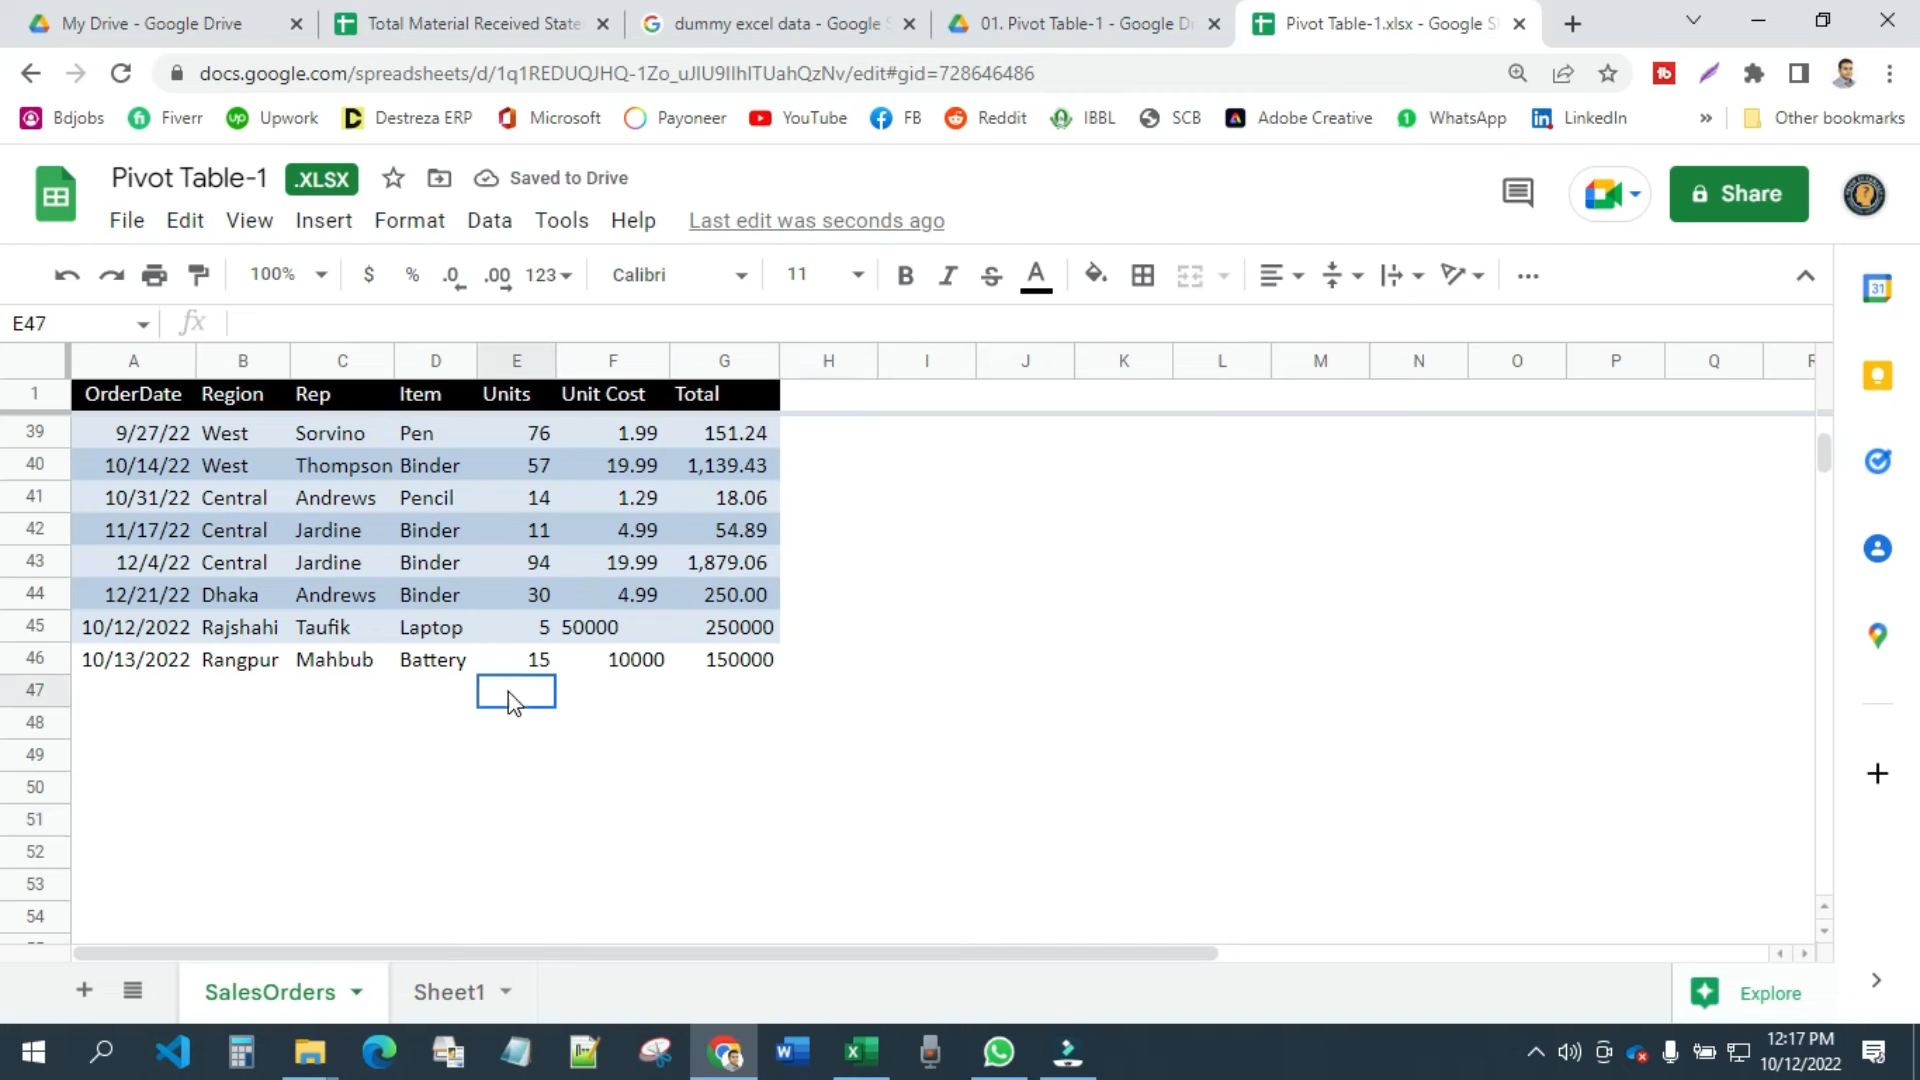 My Drive - Google Drive
Total Material Received State
dummy excel data - Google S
01. Pivot Table-1 - Google Dr
Pivot Table-1.xlsx - Google S
docs.google.com/spreadsheets/d/1q1REDUQJHQ-1Zo_uJIU9IIhITUahQzNv/edit#gid=728646486
Bdjobs Fiverr Upwork Destreza ERP Microsoft Payoneer YouTube FB Reddit IBBL SCB Adobe Creative WhatsApp LinkedIn » Other bookmarks
Pivot Table-1 .XLSX Saved to Drive
Share
File Edit View Insert Format Data Tools Help Last edit was seconds ago
100% $ % .0 .00 123 Calibri 11 B I S A
E47 fx
A B C D E F G H I J K L M N O P Q R
1 OrderDate Region Rep Item Units Unit Cost Total
39 9/27/22 West Sorvino Pen 76 1.99 151.24
40 10/14/22 West Thompson Binder 57 19.99 1,139.43
41 10/31/22 Central Andrews Pencil 14 1.29 18.06
42 11/17/22 Central Jardine Binder 11 4.99 54.89
43 12/4/22 Central Jardine Binder 94 19.99 1,879.06
44 12/21/22 Dhaka Andrews Binder 30 4.99 250.00
45 10/12/2022 Rajshahi Taufik Laptop 5 50000 250000
46 10/13/2022 Rangpur Mahbub Battery 15 10000 150000
47
48
49
50
51
52
53
54
SalesOrders Sheet1 Explore
12:17 PM
10/12/2022